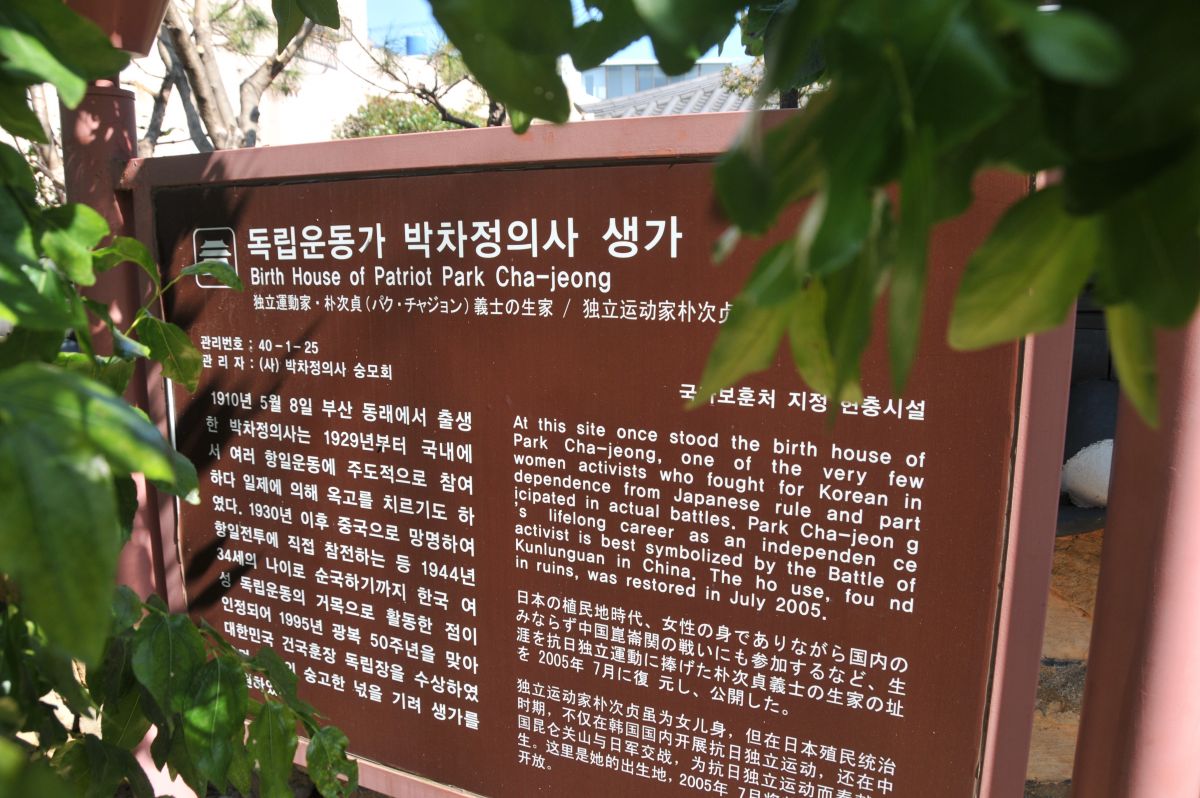 독립운동가 박차정의사 생가
Birth House of Patriot Park Cha-jeong
独立運動家・朴次貞(パク・チャジョン)義士の生家 / 独立运动家朴次贞
관리번호 : 40-1-25
관 리 자 : (사) 박차정의사 숭모회
1910년 5월 8일 부산 동래에서 출생
한 박차정의사는 1929년부터 국내에
서 여러 항일운동에 주도적으로 참여
하다 일제에 의해 옥고를 치르기도 하
였다. 1930년 이후 중국으로 망명하여
항일전투에 직접 참전하는 등 1944년
34세의 나이로 순국하기까지 한국 여
성 독립운동의 거목으로 활동한 점이
인정되어 1995년 광복 50주년을 맞아
대한민국 건국훈장 독립장을 수상하였
숭고한 넋을 기려 생가를
지정 현충시설
At this site once stood the birth house of
Park Cha-jeong, one of the very few
women activists who fought for Korean in
dependence from Japanese rule and part
icipated in actual battles. Park Cha-jeon g
's lifelong career as an independen ce
activist is best symbolized by the Battle of
Kunlunguan in China. The ho use, fou nd
in ruins, was restored in July 2005.
日本の植民地時代、女性の身でありながら国内の
みならず中国崑崙関の戦いにも参加するなど、生
涯を抗日独立運動に捧げた朴次貞義士の生家の址
を 2005年 7月に復 元し、公開した。
独立运动家朴次贞虽为女儿身，但在日本殖民统治
时期，不仅在韩国国内开展抗日独立运动，还在中
国昆仑关山与日军交战，为抗日独立运动而奉献
生。这里是她的出生地，2005年 7月
开放。